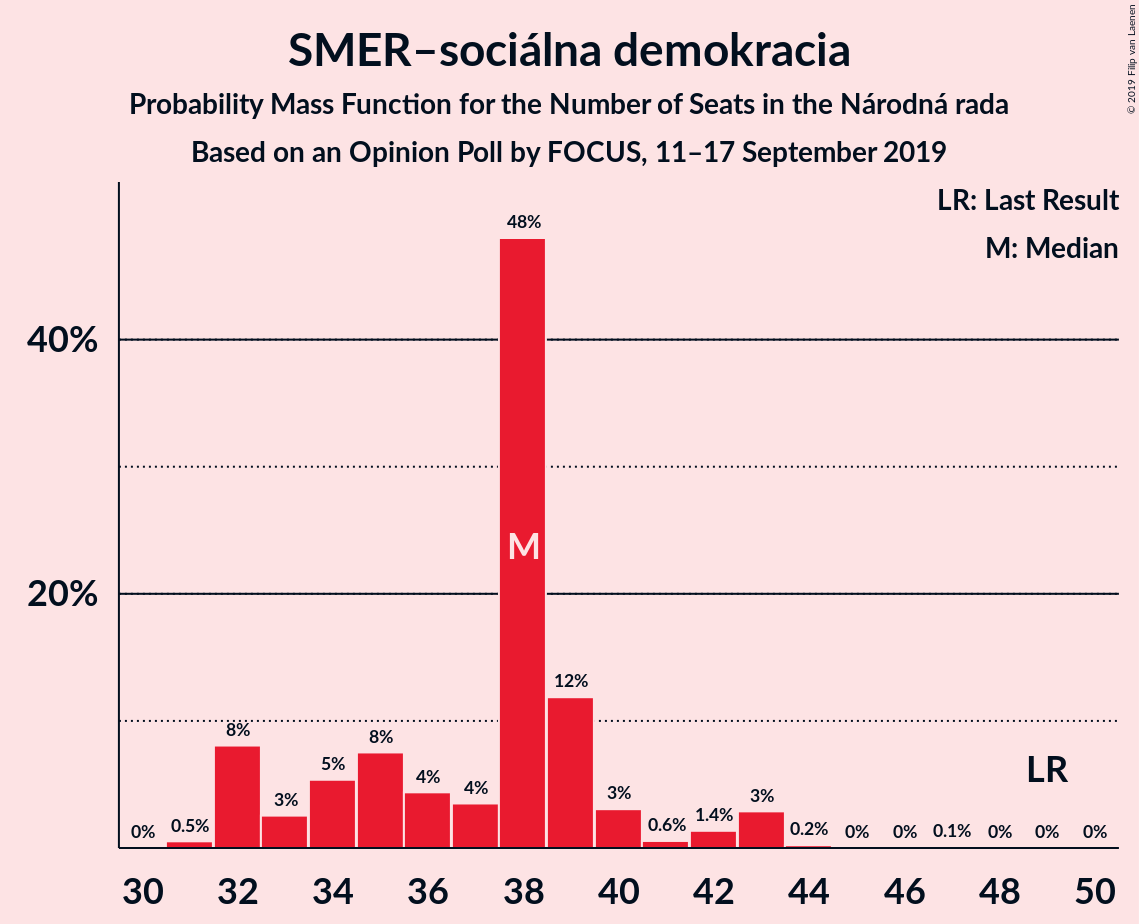 SMER–sociálna demokracia
Probability Mass Function for the Number of Seats in the Národná rada
Based on an Opinion Poll by FOCUS, 11–17 September 2019
© 2019 Filip van Laenen
LR: Last Result
M: Median
48%
40%
M
20%
12%
8%
8%
5%
LR
4%
4%
3%
3%
3%
0%
0.5%
0.6%
1.4%
0.2%
0%
0%
0.1%
0%
0%
0%
30 32 34 36 38 40 42 44 46 48 50